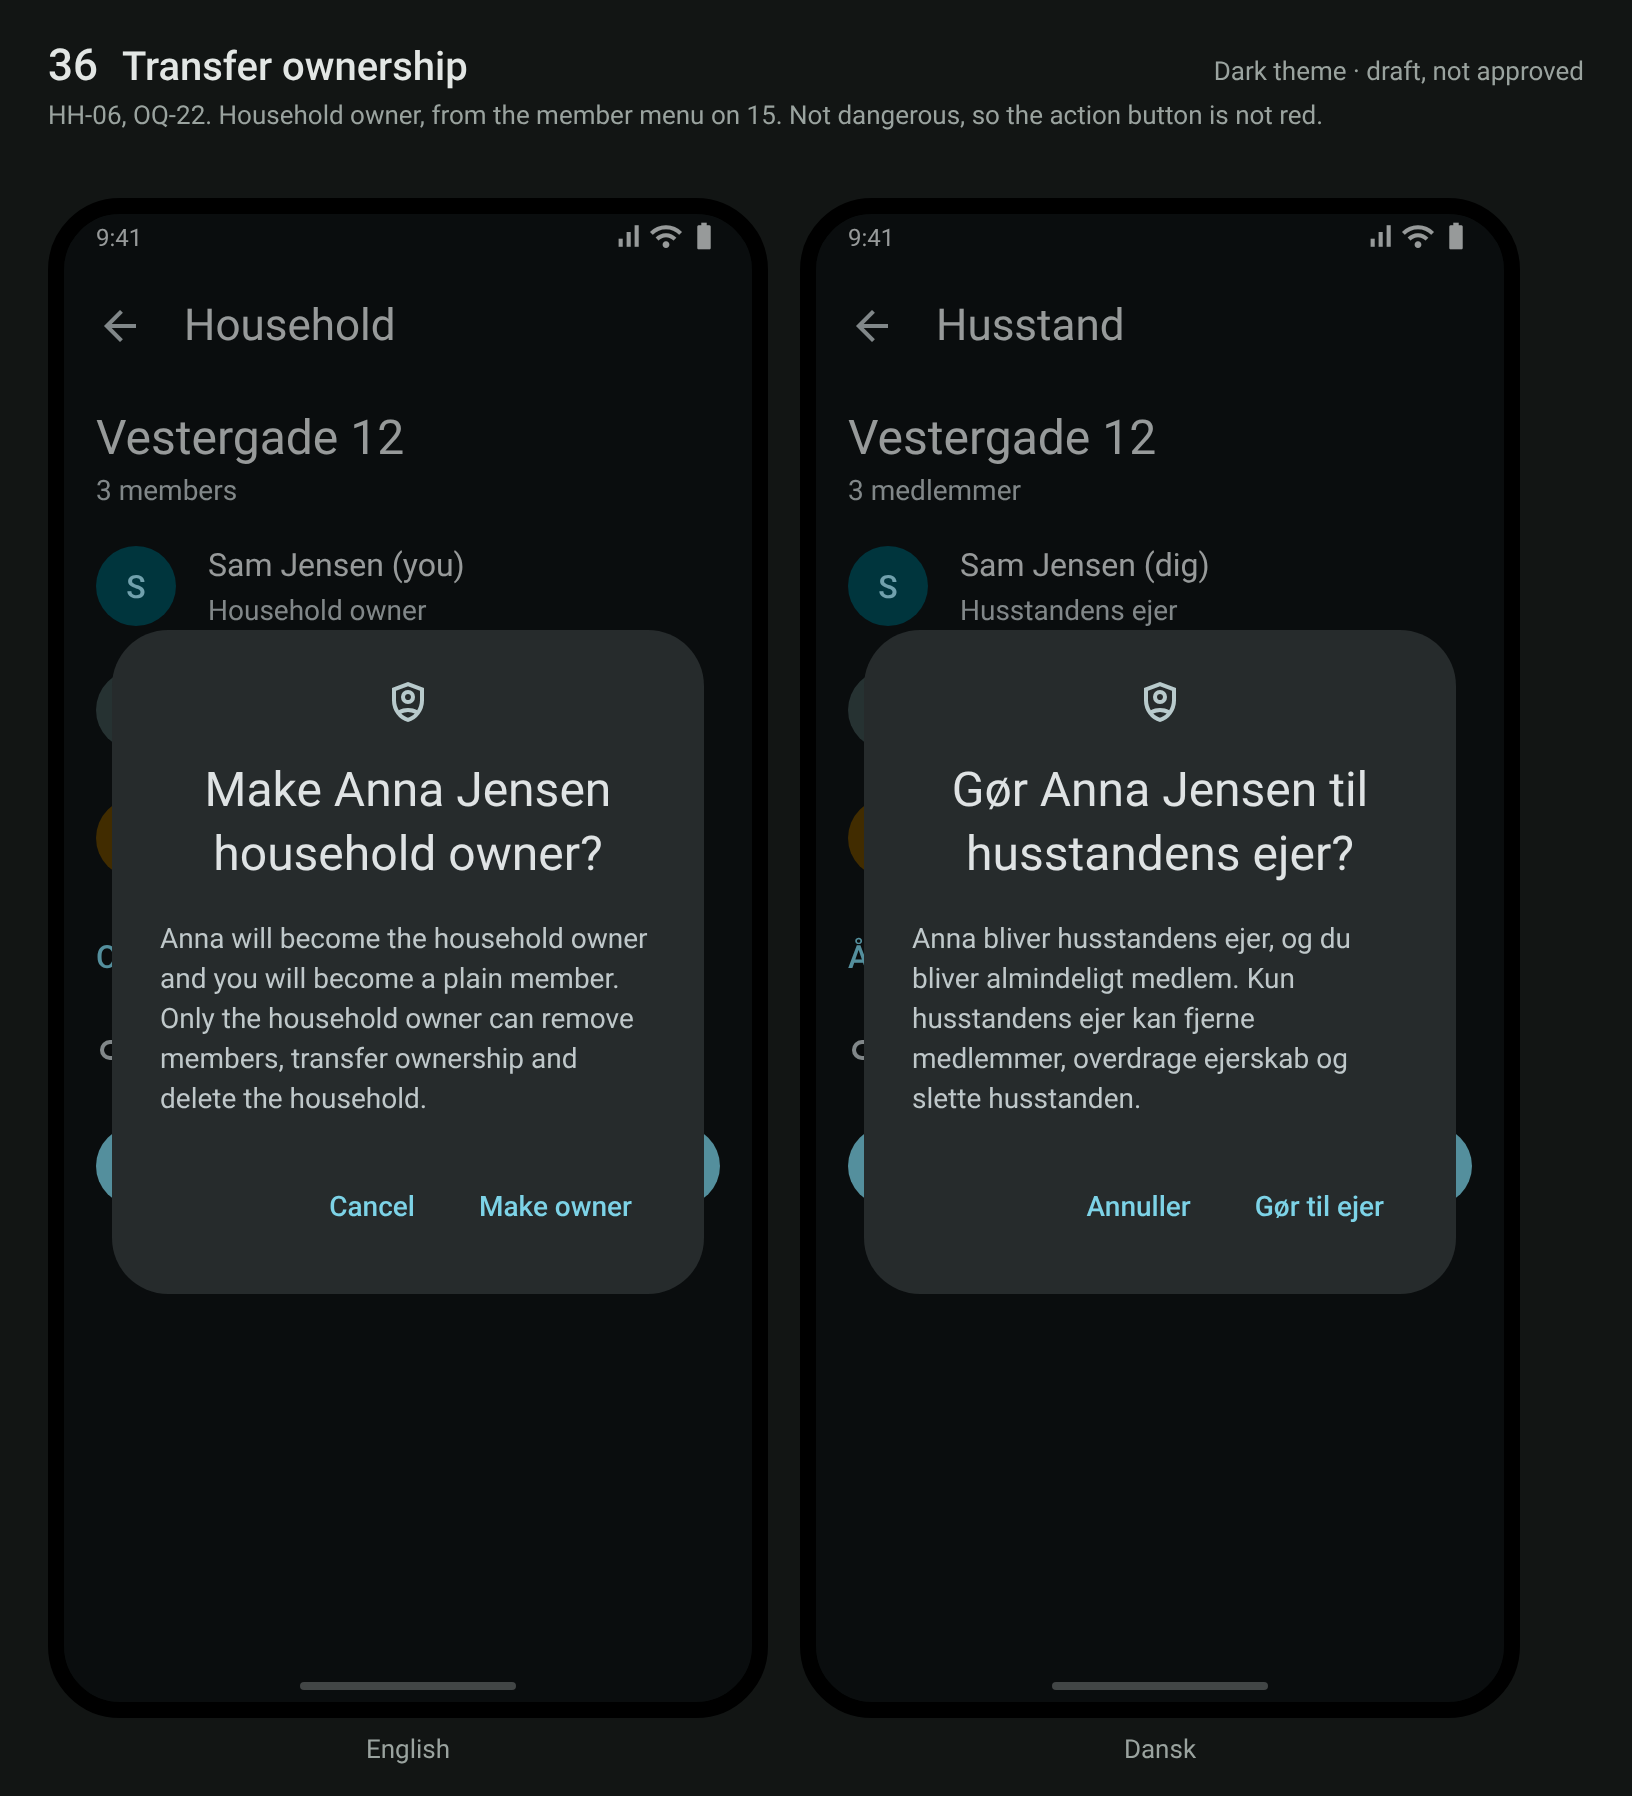 36 Transfer ownership
Dark theme · draft, not approved
HH-06, OQ-22. Household owner, from the member menu on 15. Not dangerous, so the action button is not red.
9:41
Household
Vestergade 12
3 members
S
Sam Jensen (you)
Household owner
Make Anna Jensen
household owner?
Anna will become the household owner
and you will become a plain member.
Only the household owner can remove
members, transfer ownership and
delete the household.
Cancel
Make owner
English
9:41
Husstand
Vestergade 12
3 medlemmer
S
Sam Jensen (dig)
Husstandens ejer
Gør Anna Jensen til
husstandens ejer?
Anna bliver husstandens ejer, og du
bliver almindeligt medlem. Kun
husstandens ejer kan fjerne
medlemmer, overdrage ejerskab og
slette husstanden.
Annuller
Gør til ejer
Dansk